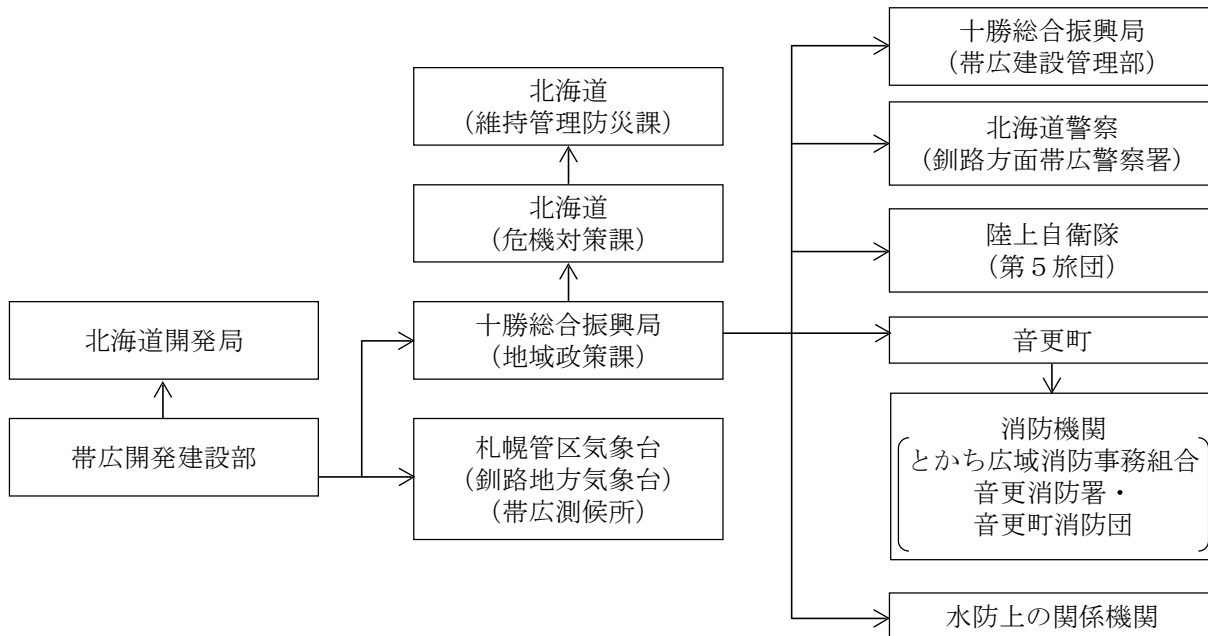 北海道開発局
帯広開発建設部
北海道
（維持管理防災課）
北海道
（危機対策課）
十勝総合振興局
（地域政策課）
札幌管区気象台
（釧路地方気象台）
（帯広測候所）
十勝総合振興局
（帯広建設管理部）
北海道警察
（釧路方面帯広警察署）
陸上自衛隊
（第５旅団）
音更町
消防機関
とかち広域消防事務組合
音更消防署・
音更町消防団
水防上の関係機関